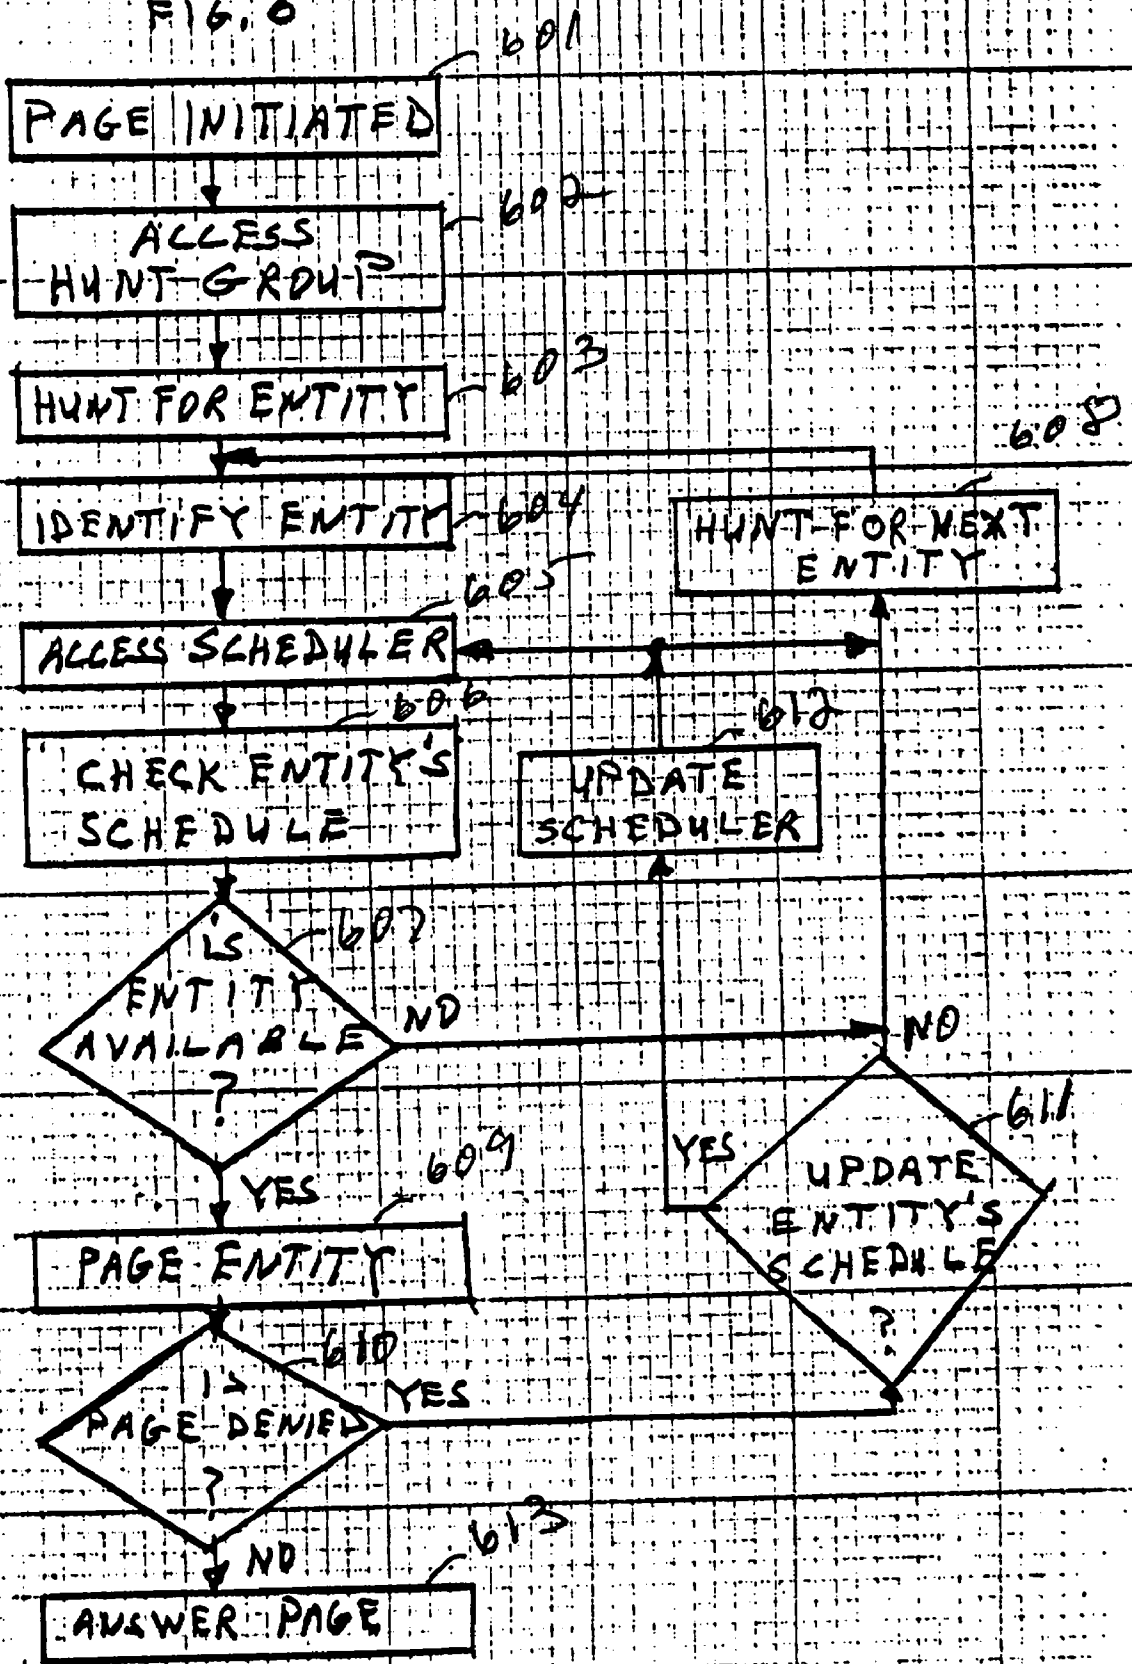 FIG. 6
601
PAGE INITIATED
602
ACCESS
HUNT GROUP
603
HUNT FOR ENTITY
608
IDENTIFY ENTITY
604
HUNT FOR NEXT
ENTITY
605
ACCESS SCHEDULER
606
612
CHECK ENTITY'S
SCHEDULE
UPDATE
SCHEDULER
607
IS
ENTITY
AVAILABLE
?
NO
NO
611
YES
UPDATE
ENTITY'S
SCHEDULE
?
609
YES
PAGE ENTITY
610
IS
PAGE DENIED
?
YES
613
NO
ANSWER PAGE